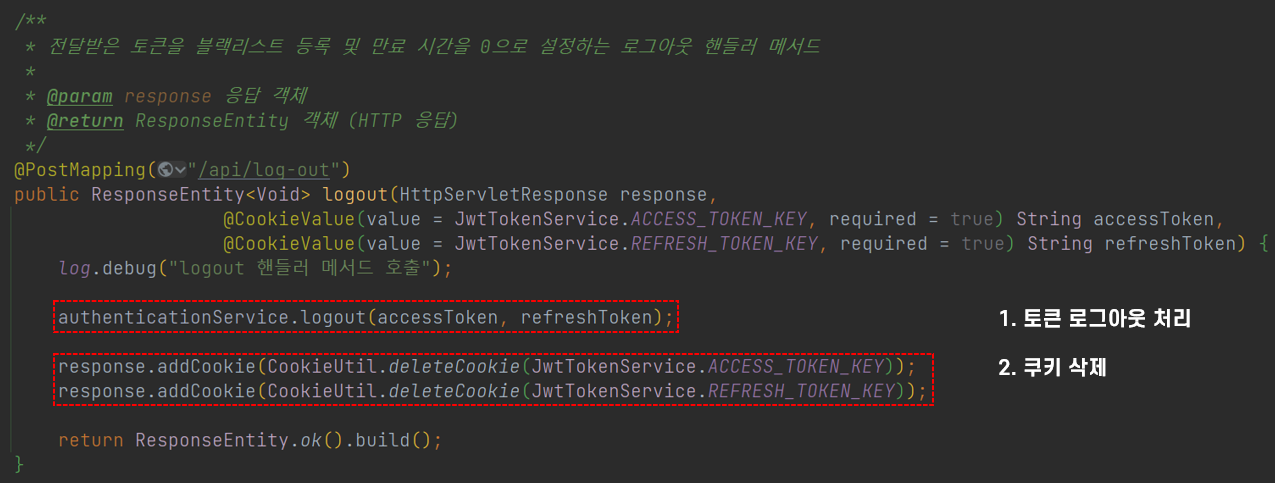 /**
 * 전달받은 토큰을 블랙리스트 등록 및 만료 시간을 0으로 설정하는 로그아웃 핸들러 메서드
 *
 * @param response 응답 객체
 * @return ResponseEntity 객체 (HTTP 응답)
 */
@PostMapping("/api/log-out")
public ResponseEntity<Void> logout(HttpServletResponse response,
                   @CookieValue(value = JwtTokenService.ACCESS_TOKEN_KEY, required = true) String accessToken,
                   @CookieValue(value = JwtTokenService.REFRESH_TOKEN_KEY, required = true) String refreshToken) {
    log.debug("logout 핸들러 메서드 호출");
    authenticationService.logout(accessToken, refreshToken); 1. 토큰 로그아웃 처리
    response.addCookie(CookieUtil.deleteCookie(JwtTokenService.ACCESS_TOKEN_KEY)); 2. 쿠키 삭제
    response.addCookie(CookieUtil.deleteCookie(JwtTokenService.REFRESH_TOKEN_KEY));
    return ResponseEntity.ok().build();
}